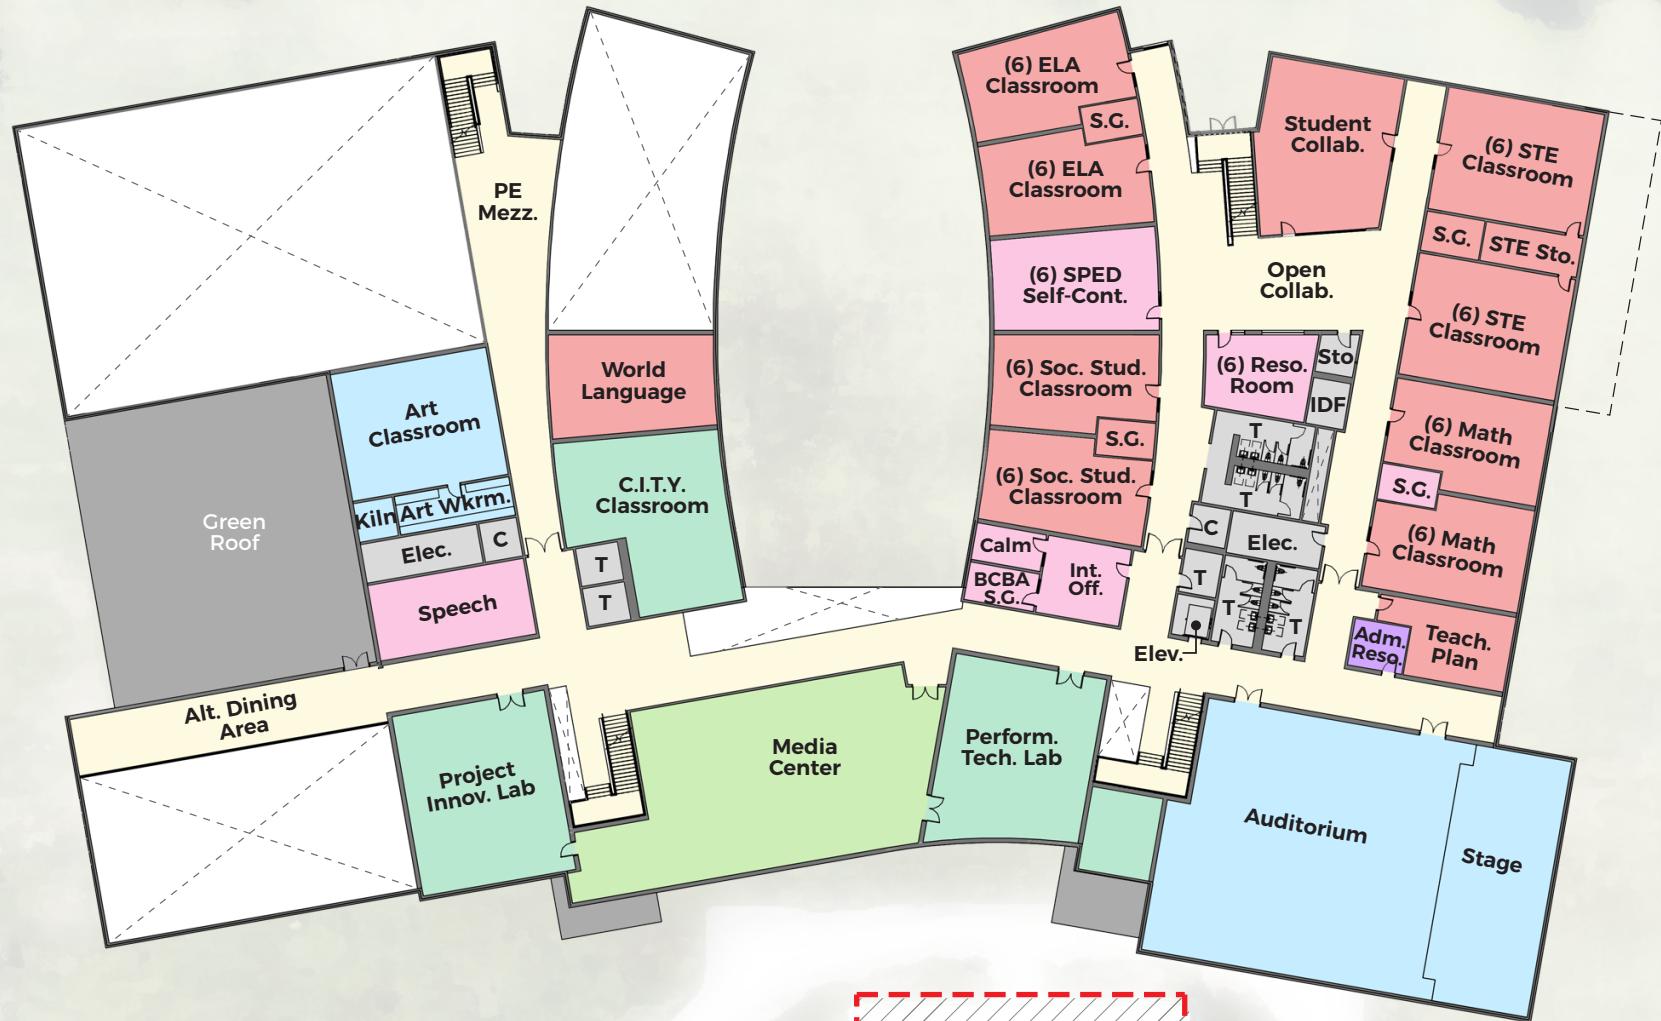 PE
Mezz.
World
Language
Art
Classroom
C.I.T.Y.
Classroom
Kiln
Art Wkrm.
Elec.
C
T
T
Speech
Green
Roof
Alt. Dining
Area
Project
Innov. Lab
Media
Center
Perform.
Tech. Lab
(6) ELA
Classroom
S.G.
(6) ELA
Classroom
(6) SPED
Self-Cont.
(6) Soc. Stud.
Classroom
S.G.
(6) Soc. Stud.
Classroom
Calm
BCBA
S.G.
Int.
Off.
Student
Collab.
Open
Collab.
(6) STE
Classroom
S.G.
STE Sto.
(6) STE
Classroom
(6) Reso.
Room
Sto
IDF
T
T
C
Elec.
T
T
T
Elev.
(6) Math
Classroom
S.G.
(6) Math
Classroom
Adm.
Reso.
Teach.
Plan
Auditorium
Stage